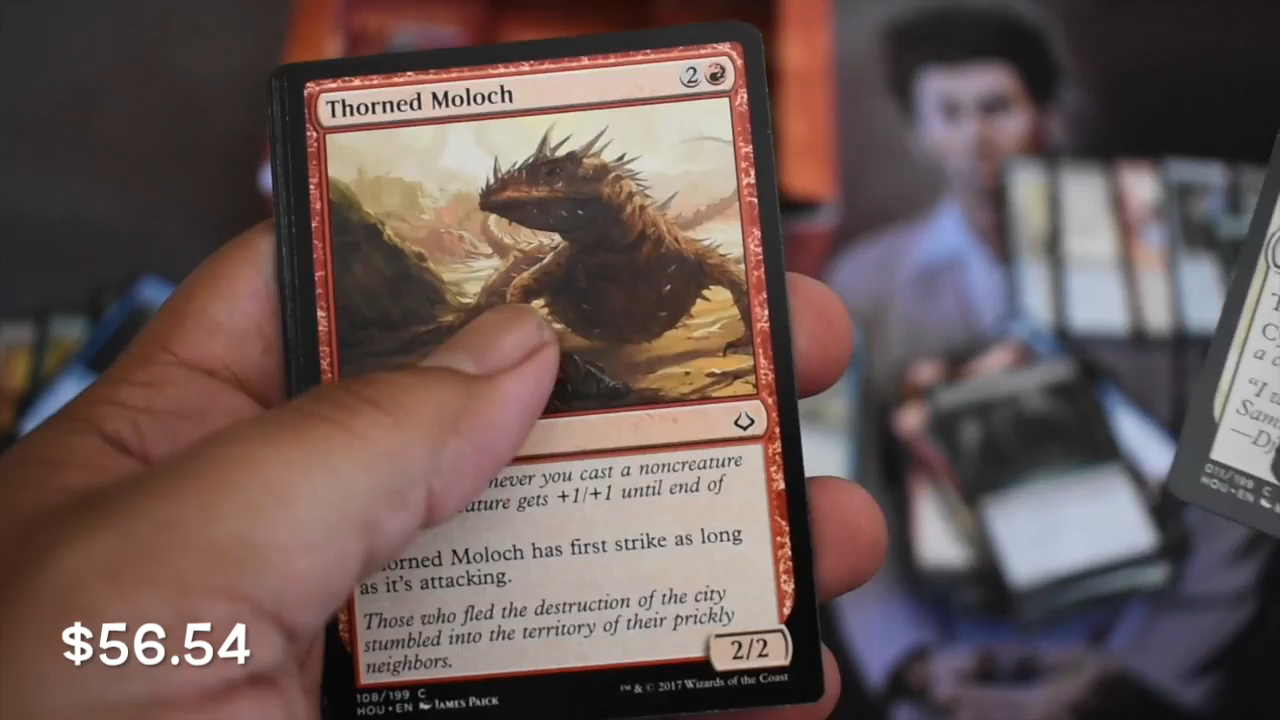 Thorned Moloch
2
never you cast a noncreature
ature gets +1/+1 until end of
orned Moloch has first strike as long
as it's attacking.
Those who fled the destruction of the city
stumbled into the territory of their prickly
neighbors.
2/2
108/199 C
HOU • EN JAMES PAICK
™ & © 2017 Wizards of the Coast
$56.54
a
"I
—D
011/199 C
HOU • EN